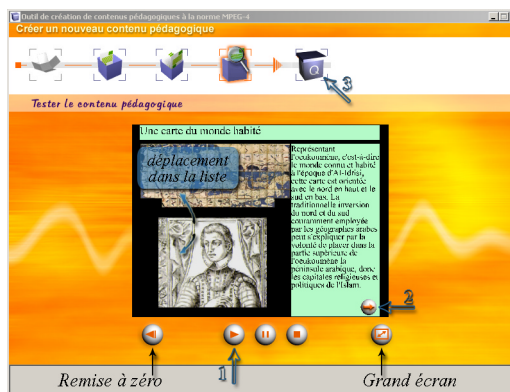 Outil de création de contenus pédagogiques à la norme MPEG-4
Créer un nouveau contenu pédagogique
Q
3
Tester le contenu pédagogique
Une carte du monde habité
déplacement
dans la liste
Représentant
l'oekoumène, c'est-à-dire
le monde connu et habité
à l'époque d'Al-Idrisi,
cette carte est orientée
avec le nord en haut et le
sud en bas. La
traditionnelle inversion
du nord et du sud
couramment employée
par les géographes arabes
peut s'expliquer par la
volonté de placer dans la
partie supérieure de
l'oekoumène la
péninsule arabique, donc
les capitales religieuses et
politiques de l'Islam.
2
1
Remise à zéro
Grand écran